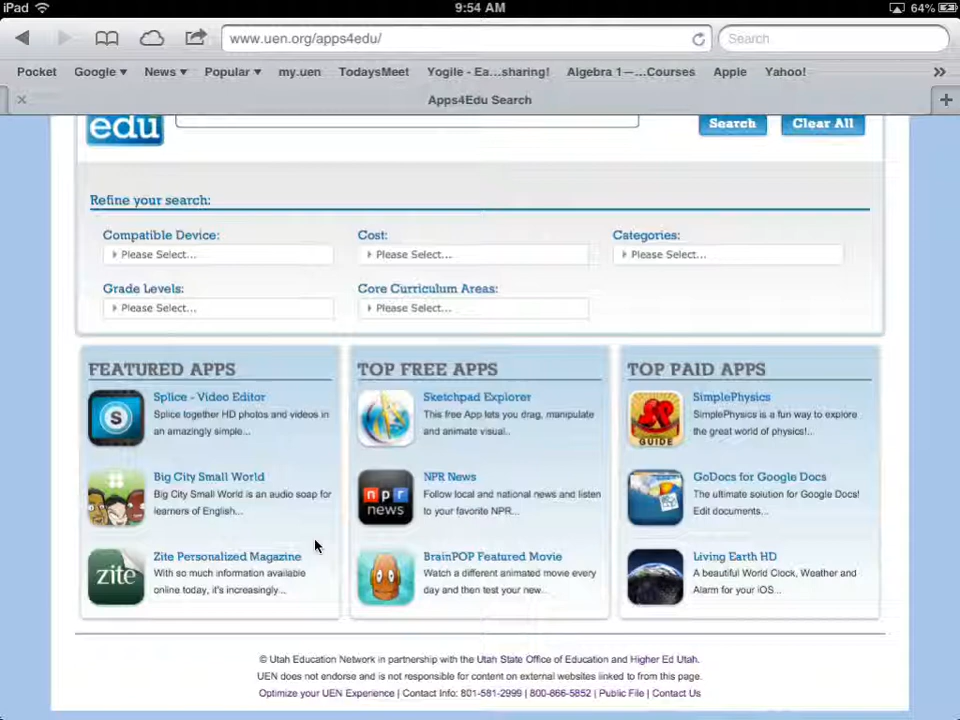 iPad 9:54 AM 64%
www.uen.org/apps4edu/ Search
Pocket Google News Popular my.uen TodaysMeet Yogile - Ea...sharing! Algebra 1—...Courses Apple Yahoo! »
Apps4Edu Search
edu Search Clear All
Refine your search:
Compatible Device: Cost: Categories:
Please Select... Please Select... Please Select...
Grade Levels: Core Curriculum Areas:
Please Select... Please Select...
FEATURED APPS
S
Splice - Video Editor
Splice together HD photos and videos in
an amazingly simple...
Big City Small World
Big City Small World is an audio soap for
learners of English...
zite
Zite Personalized Magazine
With so much information available
online today, it's increasingly...
TOP FREE APPS
Sketchpad Explorer
This free App lets you drag, manipulate
and animate visual..
npr
news
NPR News
Follow local and national news and listen
to your favorite NPR...
BrainPOP Featured Movie
Watch a different animated movie every
day and then test your new...
TOP PAID APPS
SP
GUIDE
SimplePhysics
SimplePhysics is a fun way to explore
the great world of physics!...
GoDocs for Google Docs
The ultimate solution for Google Docs!
Edit documents...
Living Earth HD
A beautiful World Clock, Weather and
Alarm for your iOS...
© Utah Education Network in partnership with the Utah State Office of Education and Higher Ed Utah.
UEN does not endorse and is not responsible for content on external websites linked to from this page.
Optimize your UEN Experience | Contact Info: 801-581-2999 | 800-866-5852 | Public File | Contact Us